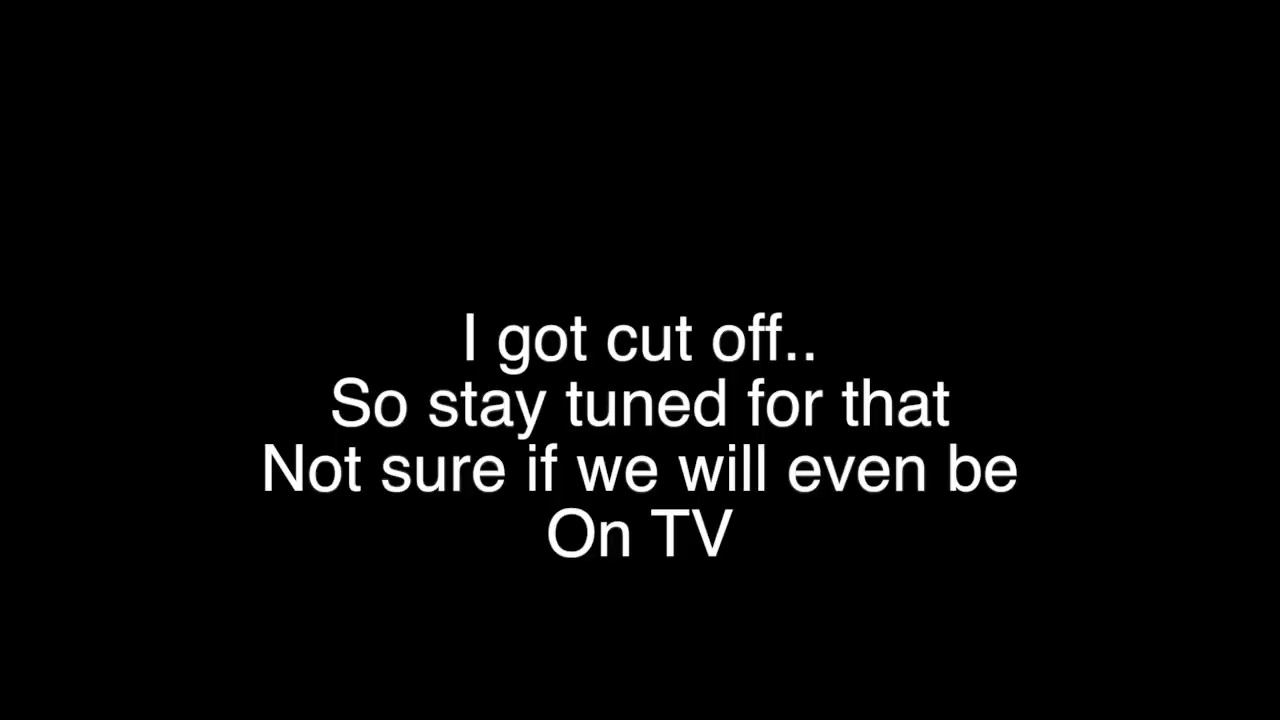 I got cut off..
So stay tuned for that
Not sure if we will even be
On TV